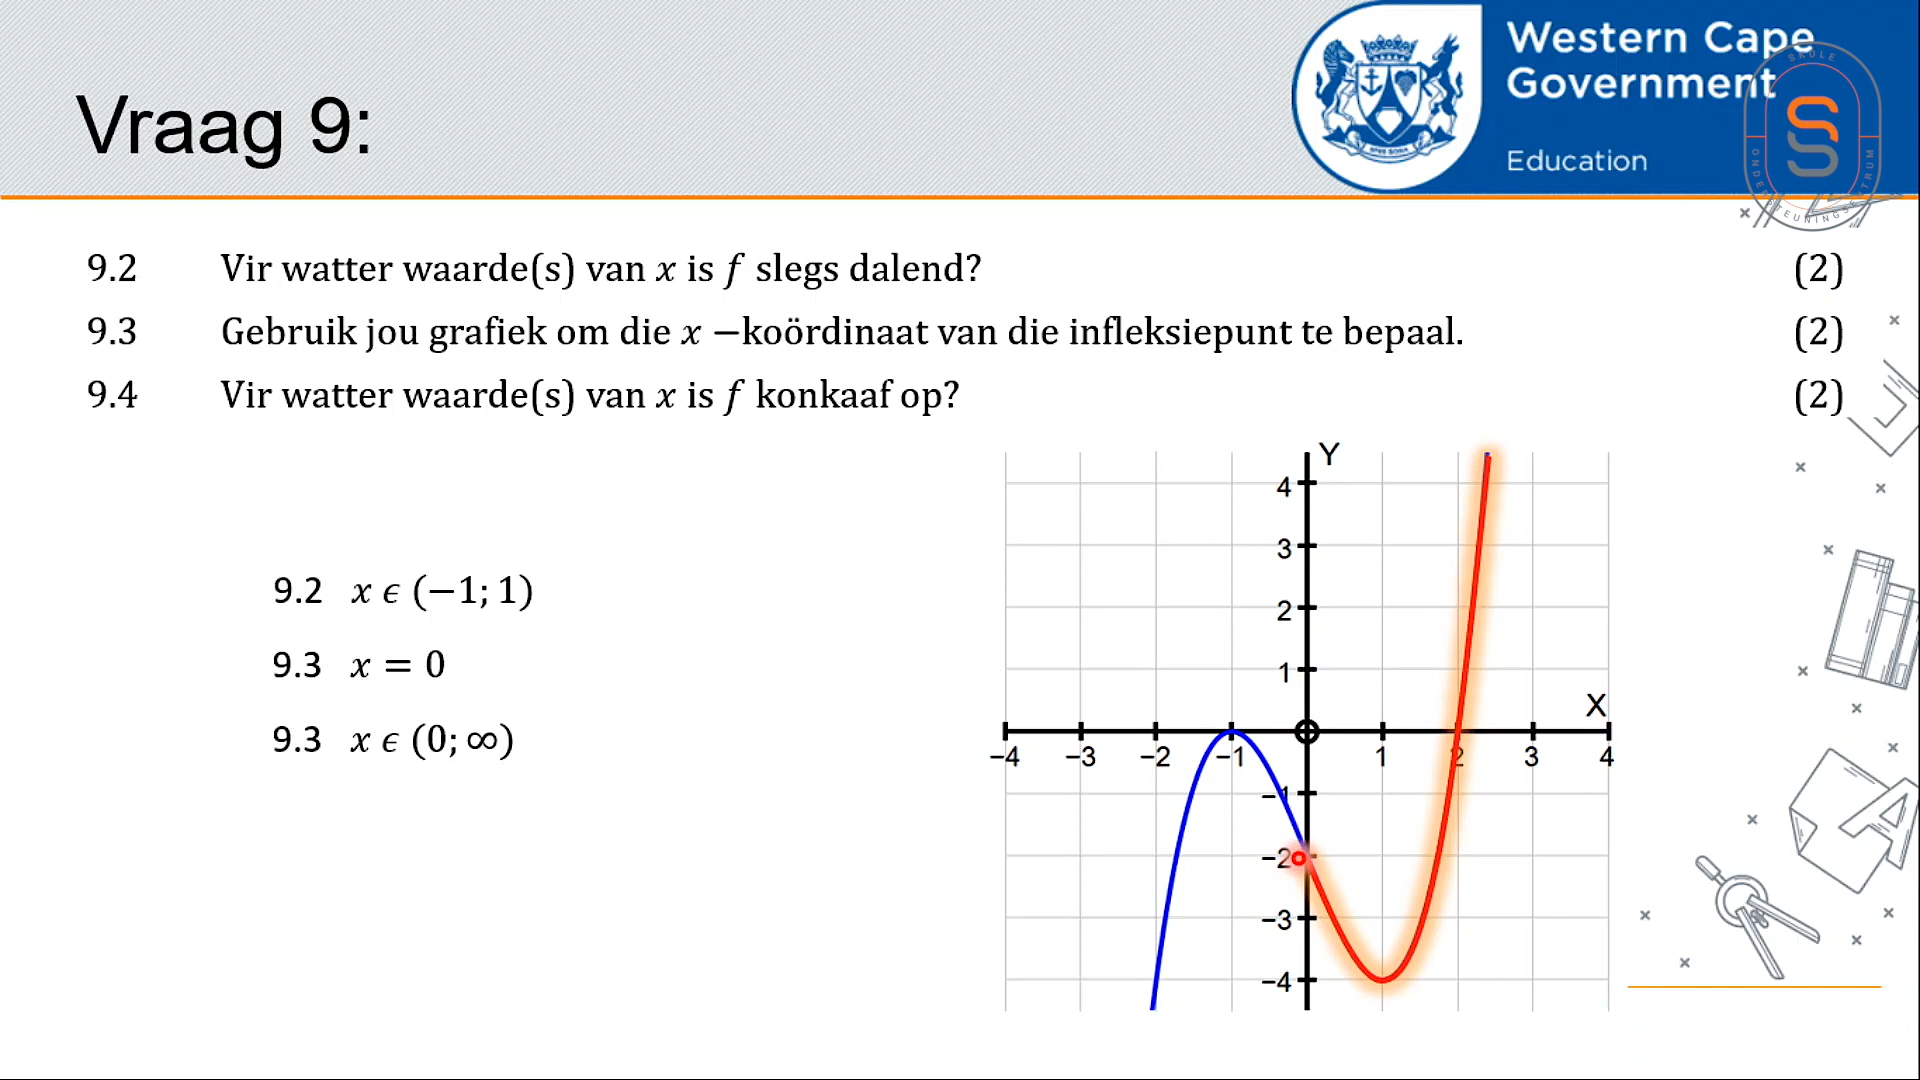 Western Cape
Government
Education
SKOLE
ONDERSTEUNINGSENTRUM
Vraag 9:
9.2 Vir watter waarde(s) van x is f slegs dalend? (2)
9.3 Gebruik jou grafiek om die x −koördinaat van die infleksiepunt te bepaal. (2)
9.4 Vir watter waarde(s) van x is f konkaaf op? (2)
9.2 x ϵ (−1; 1)
9.3 x = 0
9.3 x ϵ (0; ∞)
Y
4
3
2
1
X
−4 −3 −2 −1 1 2 3 4
−1
−2
−3
−4